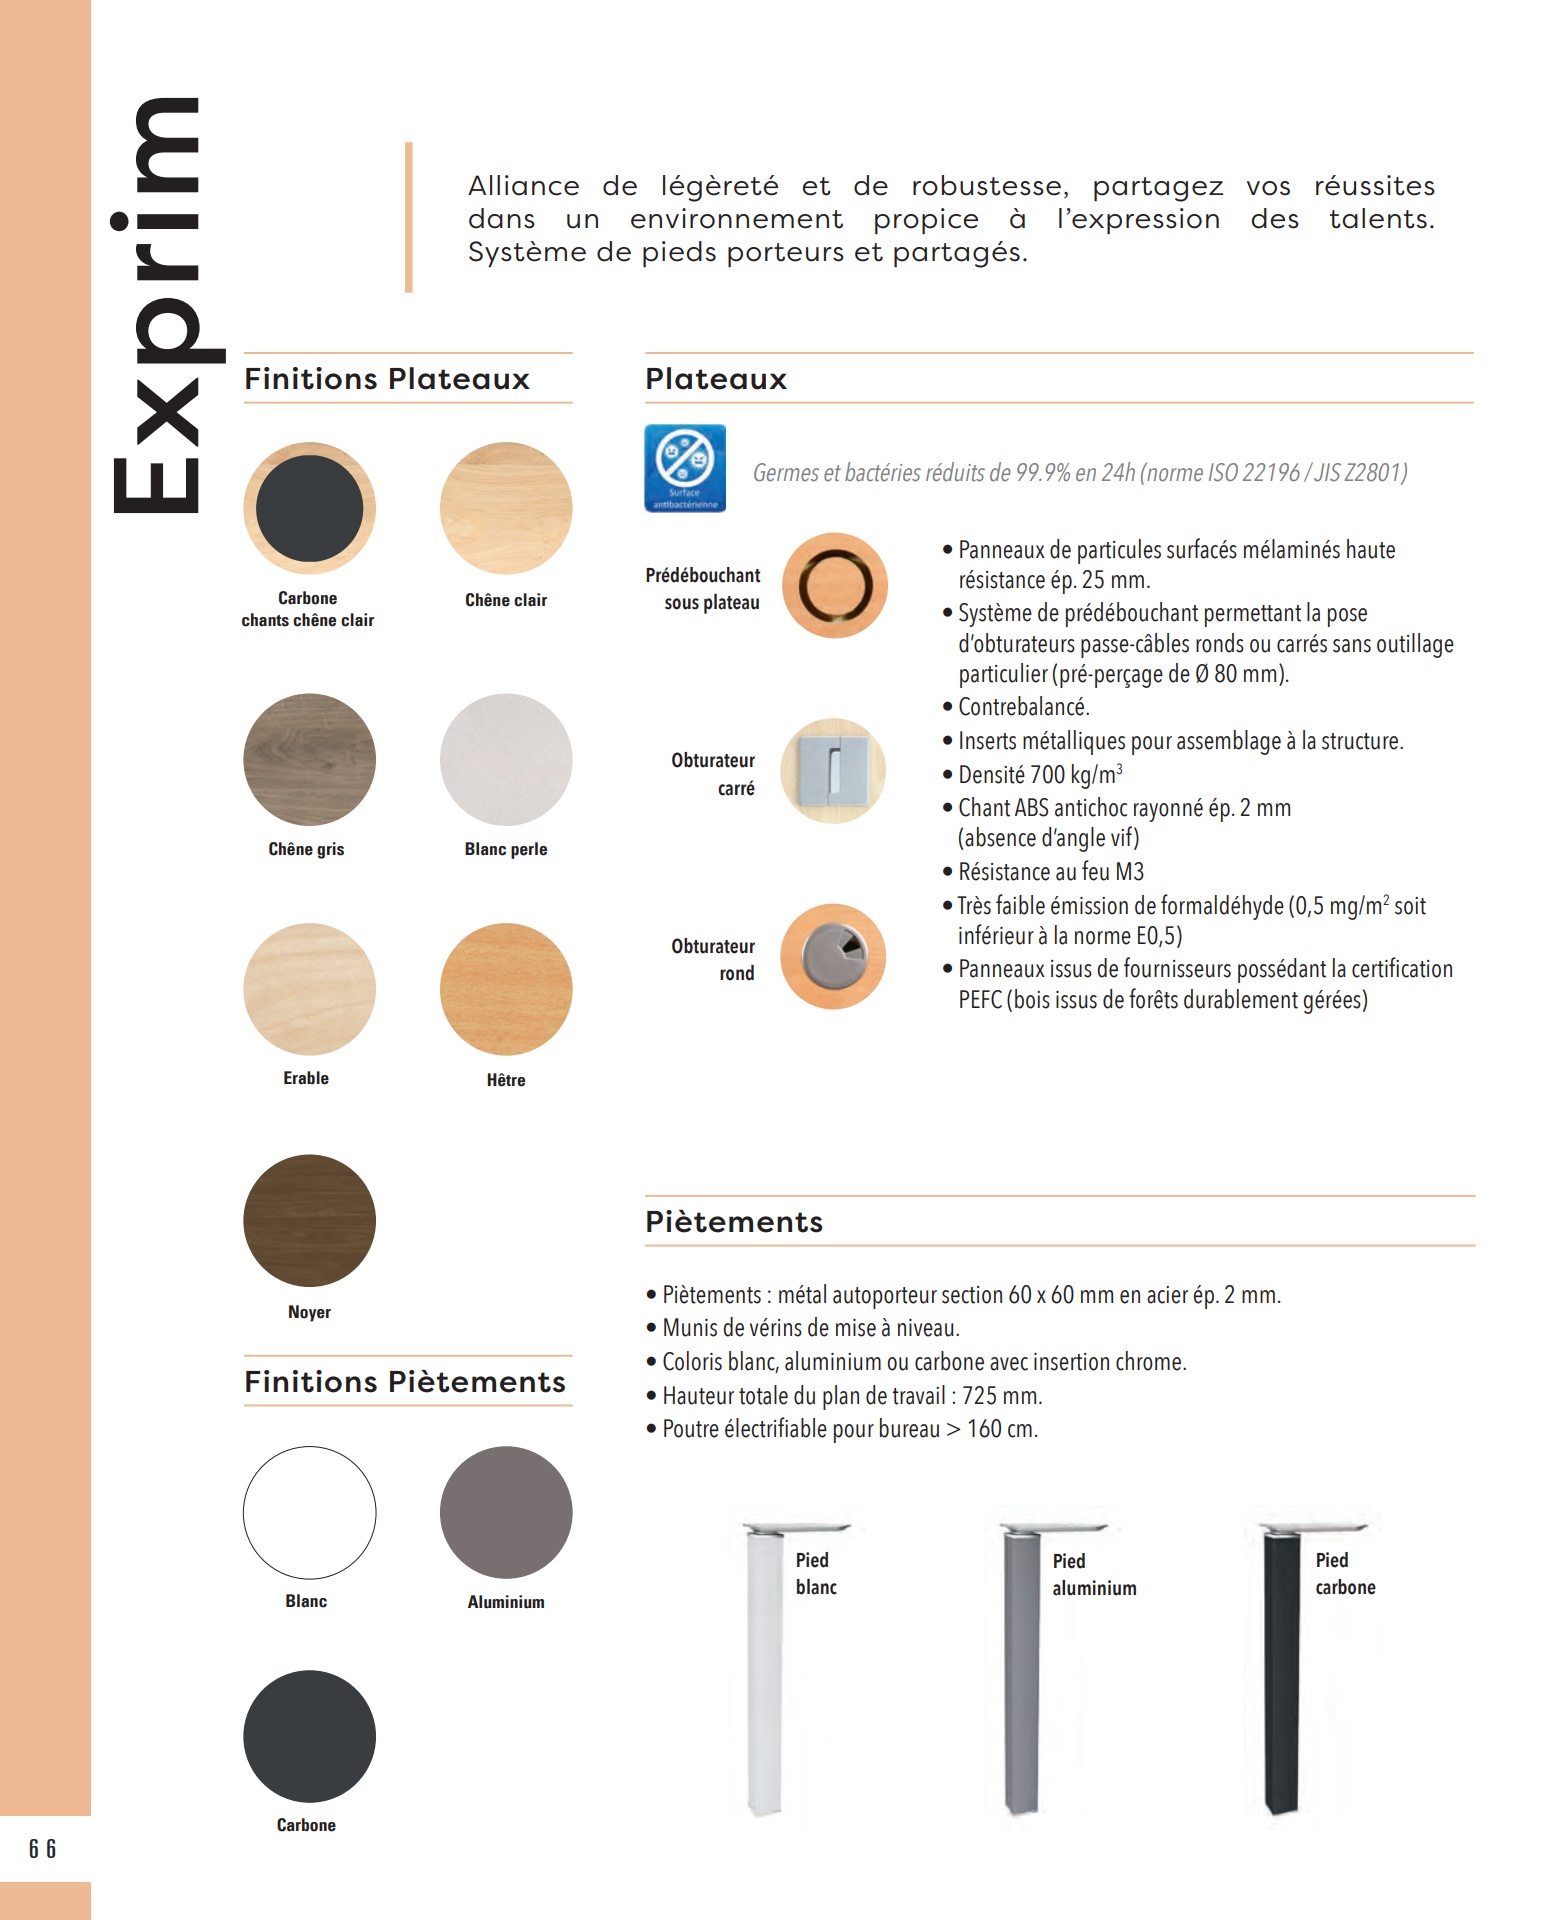 Exprim
Alliance de légèreté et de robustesse, partagez vos réussites
dans un environnement propice à l’expression des talents.
Système de pieds porteurs et partagés.
Finitions Plateaux
Carbone
chants chêne clair
Chêne clair
Chêne gris
Blanc perle
Erable
Hêtre
Noyer
Finitions Piètements
Blanc
Aluminium
Carbone
Plateaux
Surface
antibactérienne
Germes et bactéries réduits de 99.9% en 24h (norme ISO 22196 / JIS Z2801)
Prédébouchant
sous plateau
Obturateur
carré
Obturateur
rond
• Panneaux de particules surfacés mélaminés haute
résistance ép. 25 mm.
• Système de prédébouchant permettant la pose
d’obturateurs passe-câbles ronds ou carrés sans outillage
particulier (pré-perçage de Ø 80 mm).
• Contrebalancé.
• Inserts métalliques pour assemblage à la structure.
• Densité 700 kg/m³
• Chant ABS antichoc rayonné ép. 2 mm
(absence d’angle vif)
• Résistance au feu M3
• Très faible émission de formaldéhyde (0,5 mg/m² soit
inférieur à la norme E0,5)
• Panneaux issus de fournisseurs possédant la certification
PEFC (bois issus de forêts durablement gérées)
Piètements
• Piètements : métal autoporteur section 60 x 60 mm en acier ép. 2 mm.
• Munis de vérins de mise à niveau.
• Coloris blanc, aluminium ou carbone avec insertion chrome.
• Hauteur totale du plan de travail : 725 mm.
• Poutre électrifiable pour bureau > 160 cm.
Pied
blanc
Pied
aluminium
Pied
carbone
66